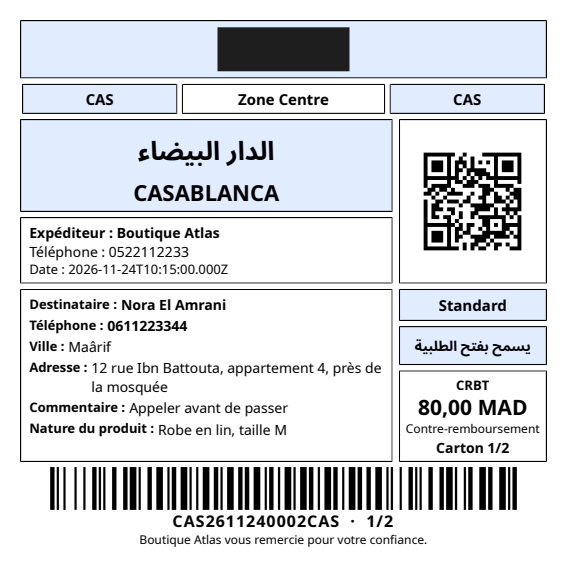 CAS
Zone Centre
CAS
الدار البيضاء
CASABLANCA
Expéditeur : Boutique Atlas
Téléphone : 0522112233
Date : 2026-11-24T10:15:00.000Z
Destinataire : Nora El Amrani
Téléphone : 0611223344
Ville : Maârif
Adresse : 12 rue Ibn Battouta, appartement 4, près de
la mosquée
Commentaire : Appeler avant de passer
Nature du produit : Robe en lin, taille M
Standard
يسمح بفتح الطلبية
CRBT
80,00 MAD
Contre-remboursement
Carton 1/2
CAS2611240002CAS · 1/2
Boutique Atlas vous remercie pour votre confiance.